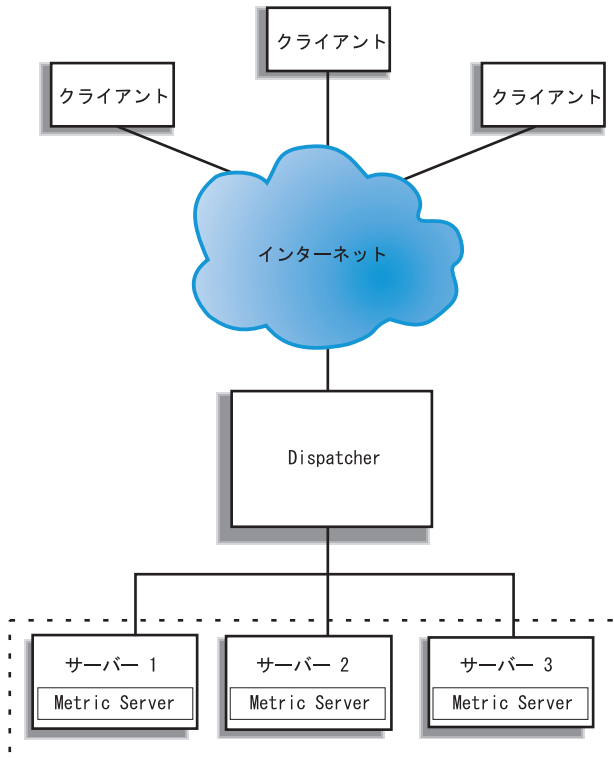 クライアント
クライアント
クライアント
インターネット
Dispatcher
サーバー 1
サーバー 2
サーバー 3
Metric Server
Metric Server
Metric Server